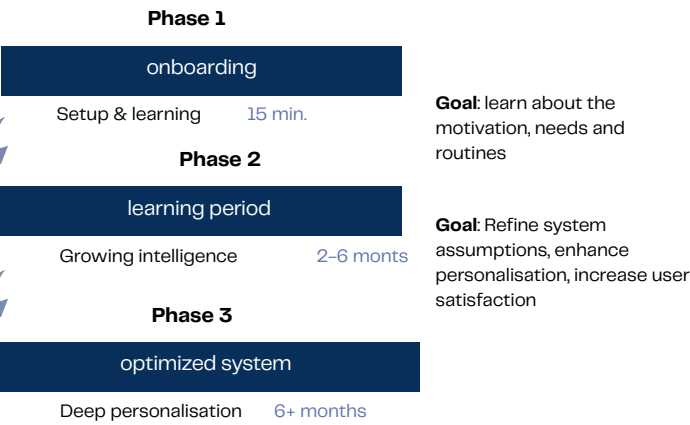 Phase 1
onboarding
Setup & learning 15 min.
Goal: learn about the
motivation, needs and
routines
Phase 2
learning period
Growing intelligence 2-6 monts
Goal: Refine system
assumptions, enhance
personalisation, increase user
satisfaction
Phase 3
optimized system
Deep personalisation 6+ months